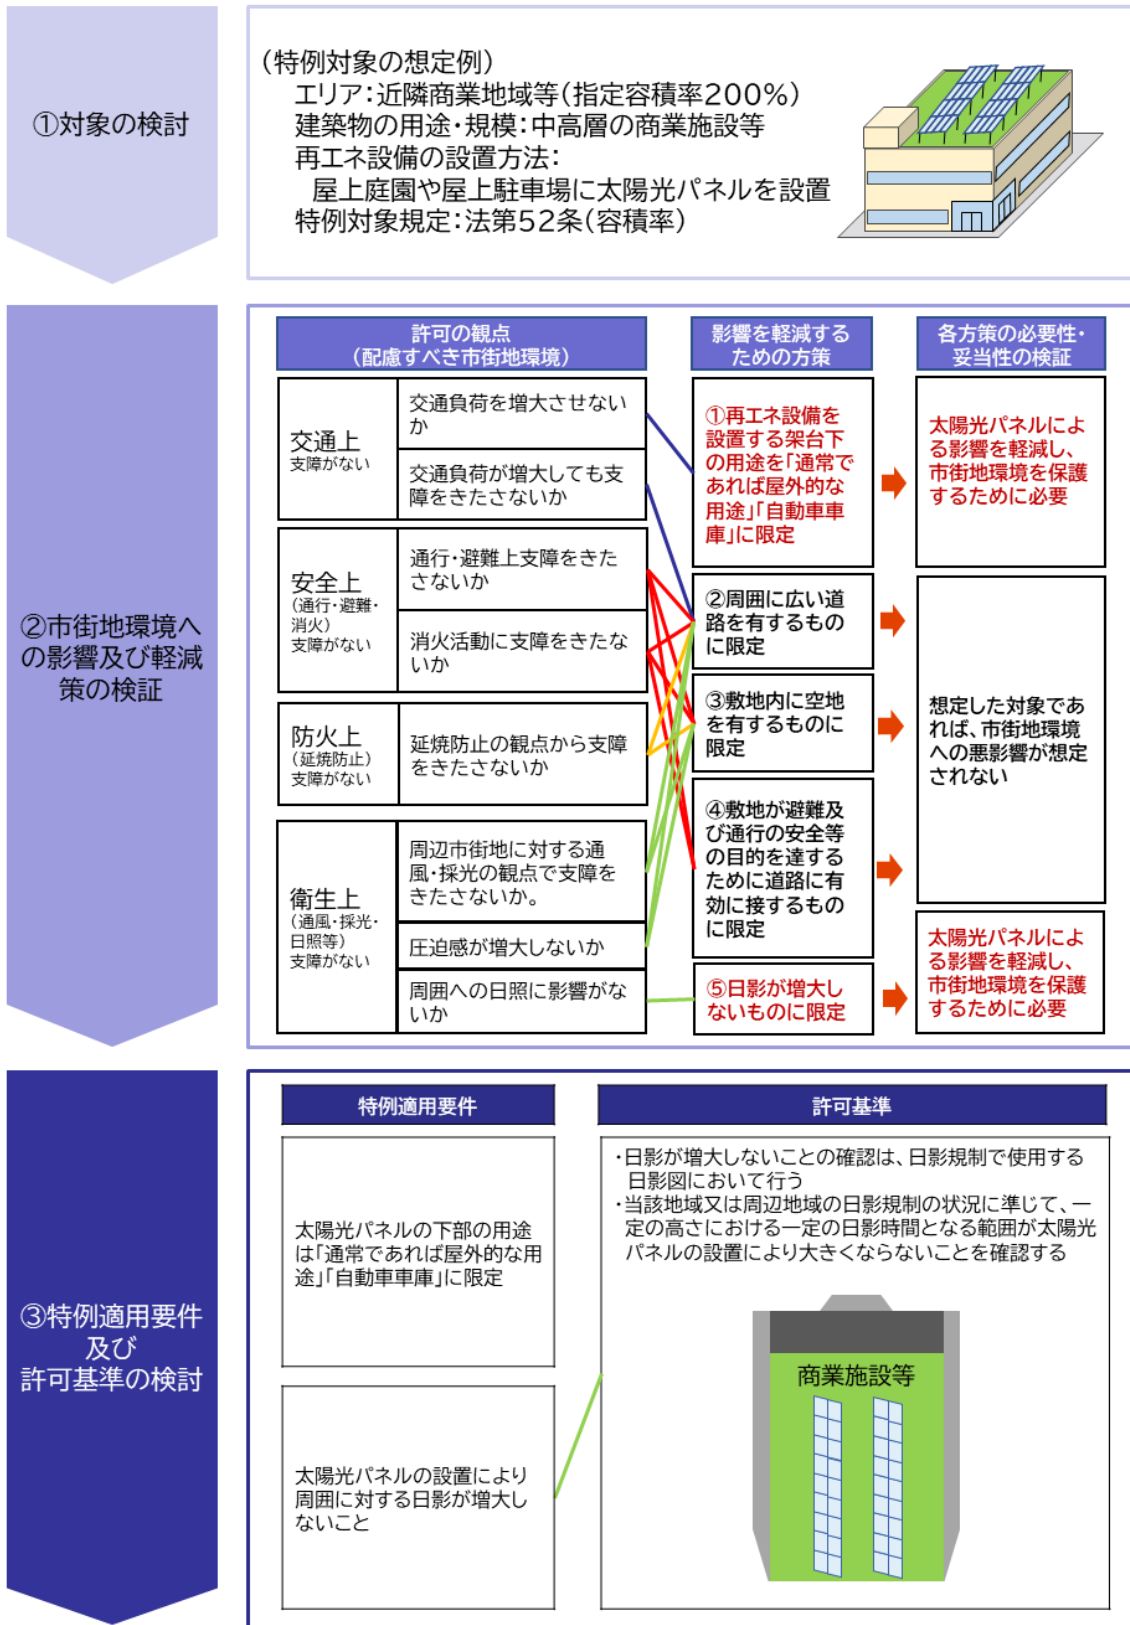 ①対象の検討
(特例対象の想定例)
エリア：近隣商業地域等(指定容積率200%)
建築物の用途・規模：中高層の商業施設等
再エネ設備の設置方法：
屋上庭園や屋上駐車場に太陽光パネルを設置
特例対象規定：法第52条(容積率)
②市街地環境へ
の影響及び軽減
策の検証
許可の観点
(配慮すべき市街地環境)
影響を軽減する
ための方策
各方策の必要性・
妥当性の検証
交通上
支障がない
交通負荷を増大させない
か
交通負荷が増大しても支
障をきたさないか
安全上
(通行・避難・
消火)
支障がない
通行・避難上支障をきた
さないか
消火活動に支障をきたな
いか
防火上
(延焼防止)
支障がない
延焼防止の観点から支障
をきたさないか
衛生上
(通風・採光・
日照等)
支障がない
周辺市街地に対する通
風・採光の観点で支障を
きたさないか。
圧迫感が増大しないか
周囲への日照に影響がな
いか
①再エネ設備を
設置する架台下
の用途を「通常で
あれば屋外的な
用途」「自動車車
庫」に限定
②周囲に広い道
路を有するもの
に限定
③敷地内に空地
を有するものに
限定
④敷地が避難及
び通行の安全等
の目的を達する
ために道路に有
効に接するもの
に限定
⑤日影が増大し
ないものに限定
太陽光パネルによ
る影響を軽減し、
市街地環境を保護
するために必要
想定した対象であ
れば、市街地環境
への悪影響が想定
されない
太陽光パネルによ
る影響を軽減し、
市街地環境を保護
するために必要
③特例適用要件
及び
許可基準の検討
特例適用要件
許可基準
太陽光パネルの下部の用途
は「通常であれば屋外的な用
途」「自動車車庫」に限定
太陽光パネルの設置により
周囲に対する日影が増大し
ないこと
・日影が増大しないことの確認は、日影規制で使用する
日影図において行う
・当該地域又は周辺地域の日影規制の状況に準じて、一
定の高さにおける一定の日影時間となる範囲が太陽光
パネルの設置により大きくならないことを確認する
商業施設等